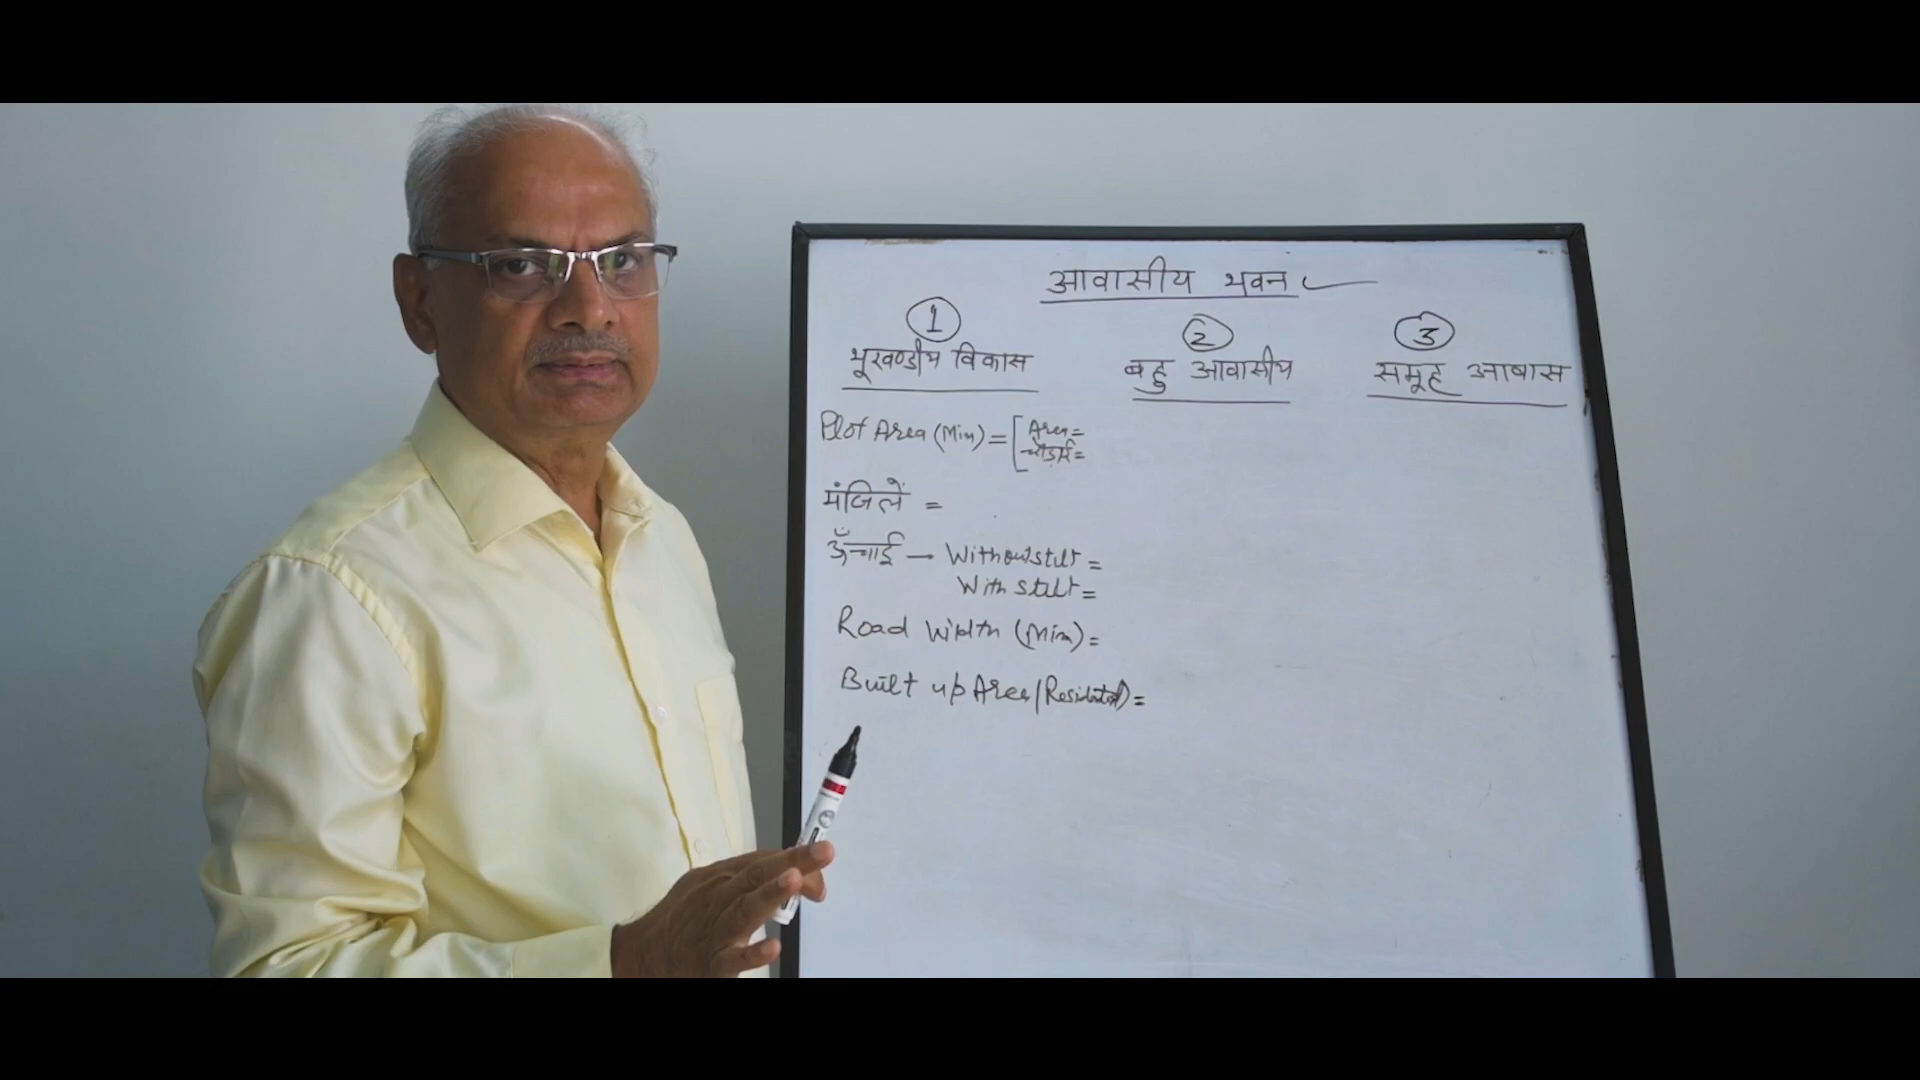 आवासीय भवन
1
2
3
भूखण्डीय विकास
बहु आवासीय
समूह आवास
Plot Area (Min) = [ Area =
चौड़ाई =
मंजिलें =
ऊँचाई — Without stilt =
With stilt =
Road Width (Min) =
Built up Area (Residental) =